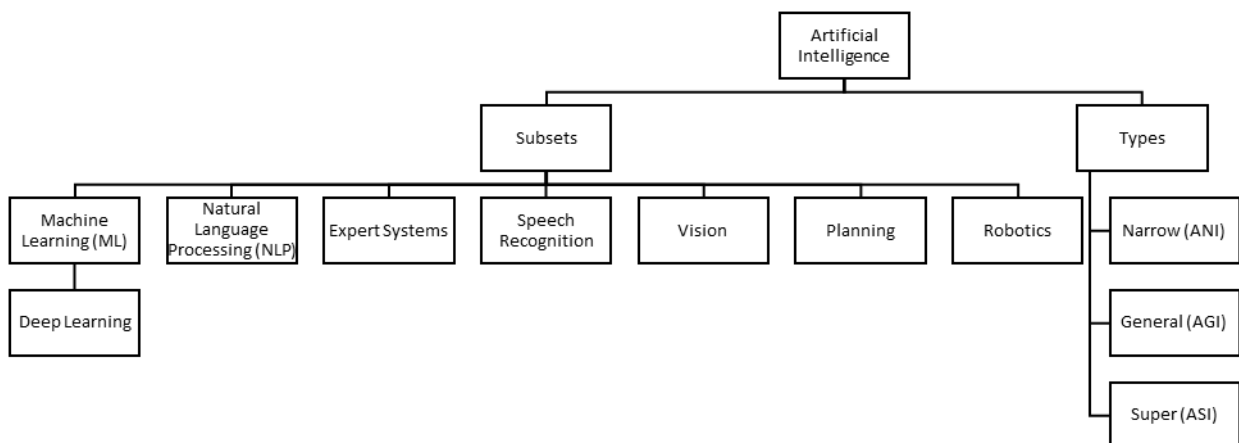 Artificial
Intelligence
Subsets
Types
Machine
Learning (ML)
Natural
Language
Processing (NLP)
Expert Systems
Speech
Recognition
Vision
Planning
Robotics
Narrow (ANI)
Deep Learning
General (AGI)
Super (ASI)